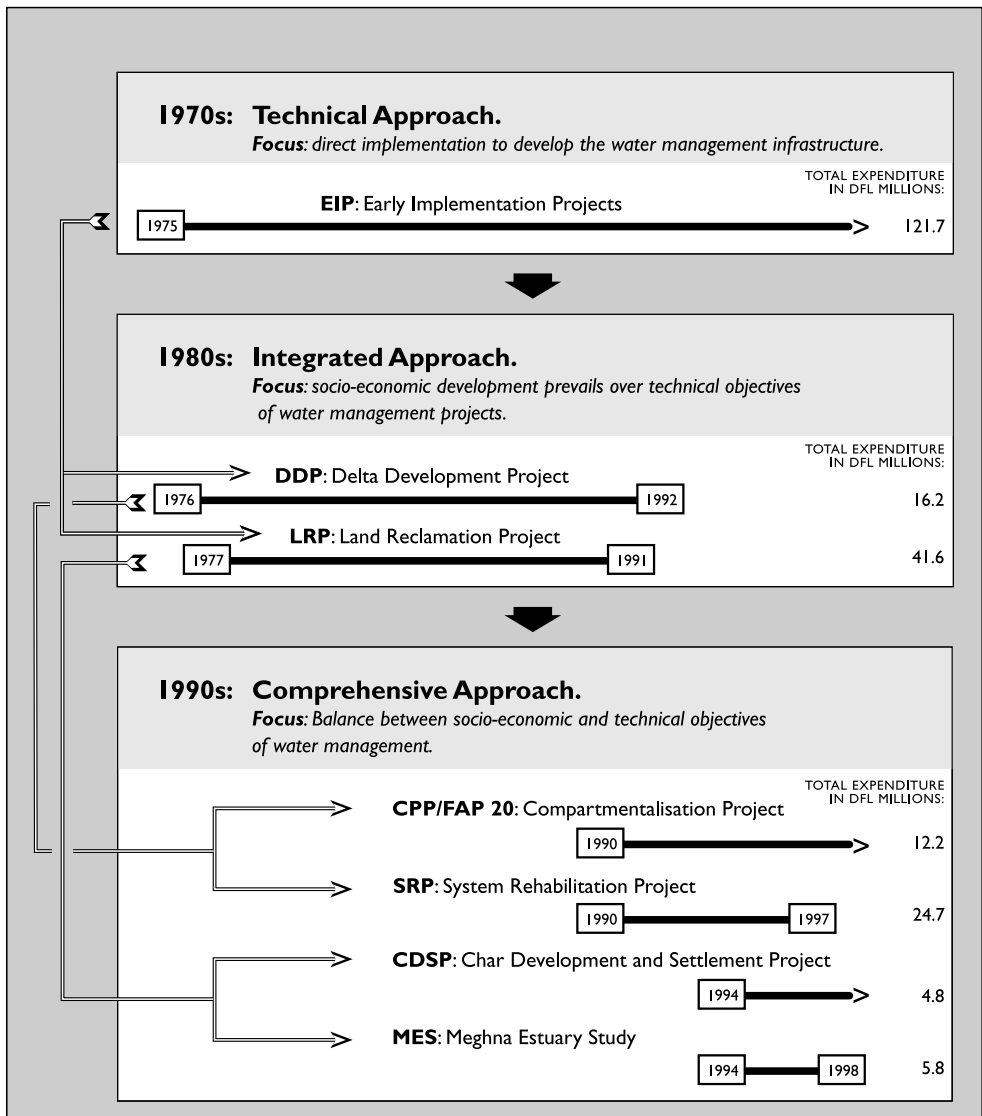 1970s: Technical Approach.
Focus: direct implementation to develop the water management infrastructure.
TOTAL EXPENDITURE
IN DFL MILLIONS:
EIP: Early Implementation Projects
1975
121.7
1980s: Integrated Approach.
Focus: socio-economic development prevails over technical objectives
of water management projects.
TOTAL EXPENDITURE
IN DFL MILLIONS:
DDP: Delta Development Project
1976 1992 16.2
LRP: Land Reclamation Project
1977 1991 41.6
1990s: Comprehensive Approach.
Focus: Balance between socio-economic and technical objectives
of water management.
TOTAL EXPENDITURE
IN DFL MILLIONS:
CPP/FAP 20: Compartmentalisation Project
1990 12.2
SRP: System Rehabilitation Project
1990 1997 24.7
CDSP: Char Development and Settlement Project
1994 4.8
MES: Meghna Estuary Study
1994 1998 5.8